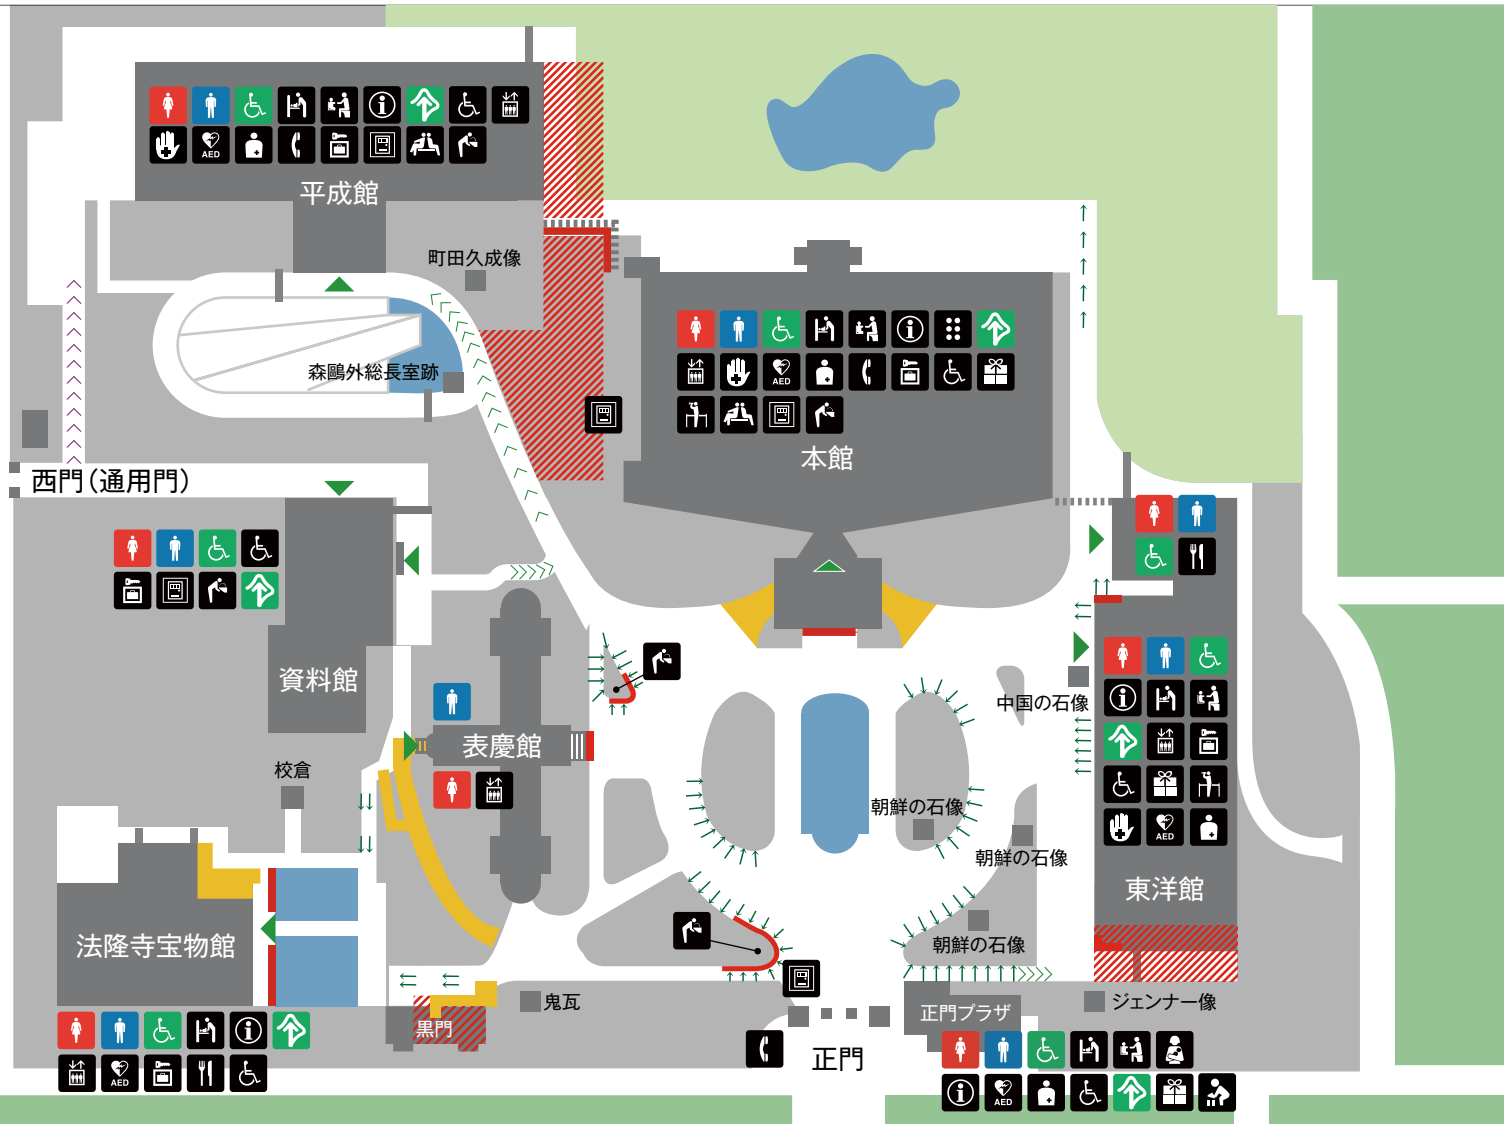 AED
平成館
町田久成像
森鷗外総長室跡
AED
本館
西門(通用門)
資料館
中国の石像
表慶館
校倉
朝鮮の石像
AED
朝鮮の石像
東洋館
法隆寺宝物館
朝鮮の石像
鬼瓦
ジェンナー像
正門プラザ
黒門
正門
AED
AED